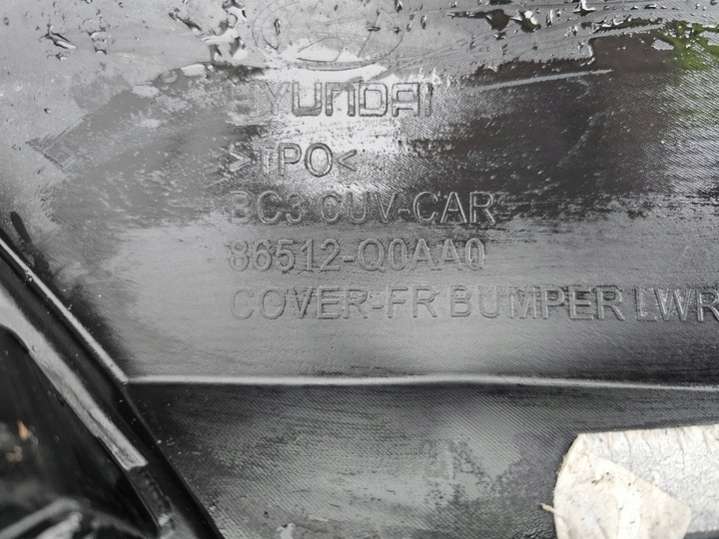 HYUNDAI
>TPO<
BC3 CUV-CAR
86512-Q0AA0
COVER-FR BUMPER LWR